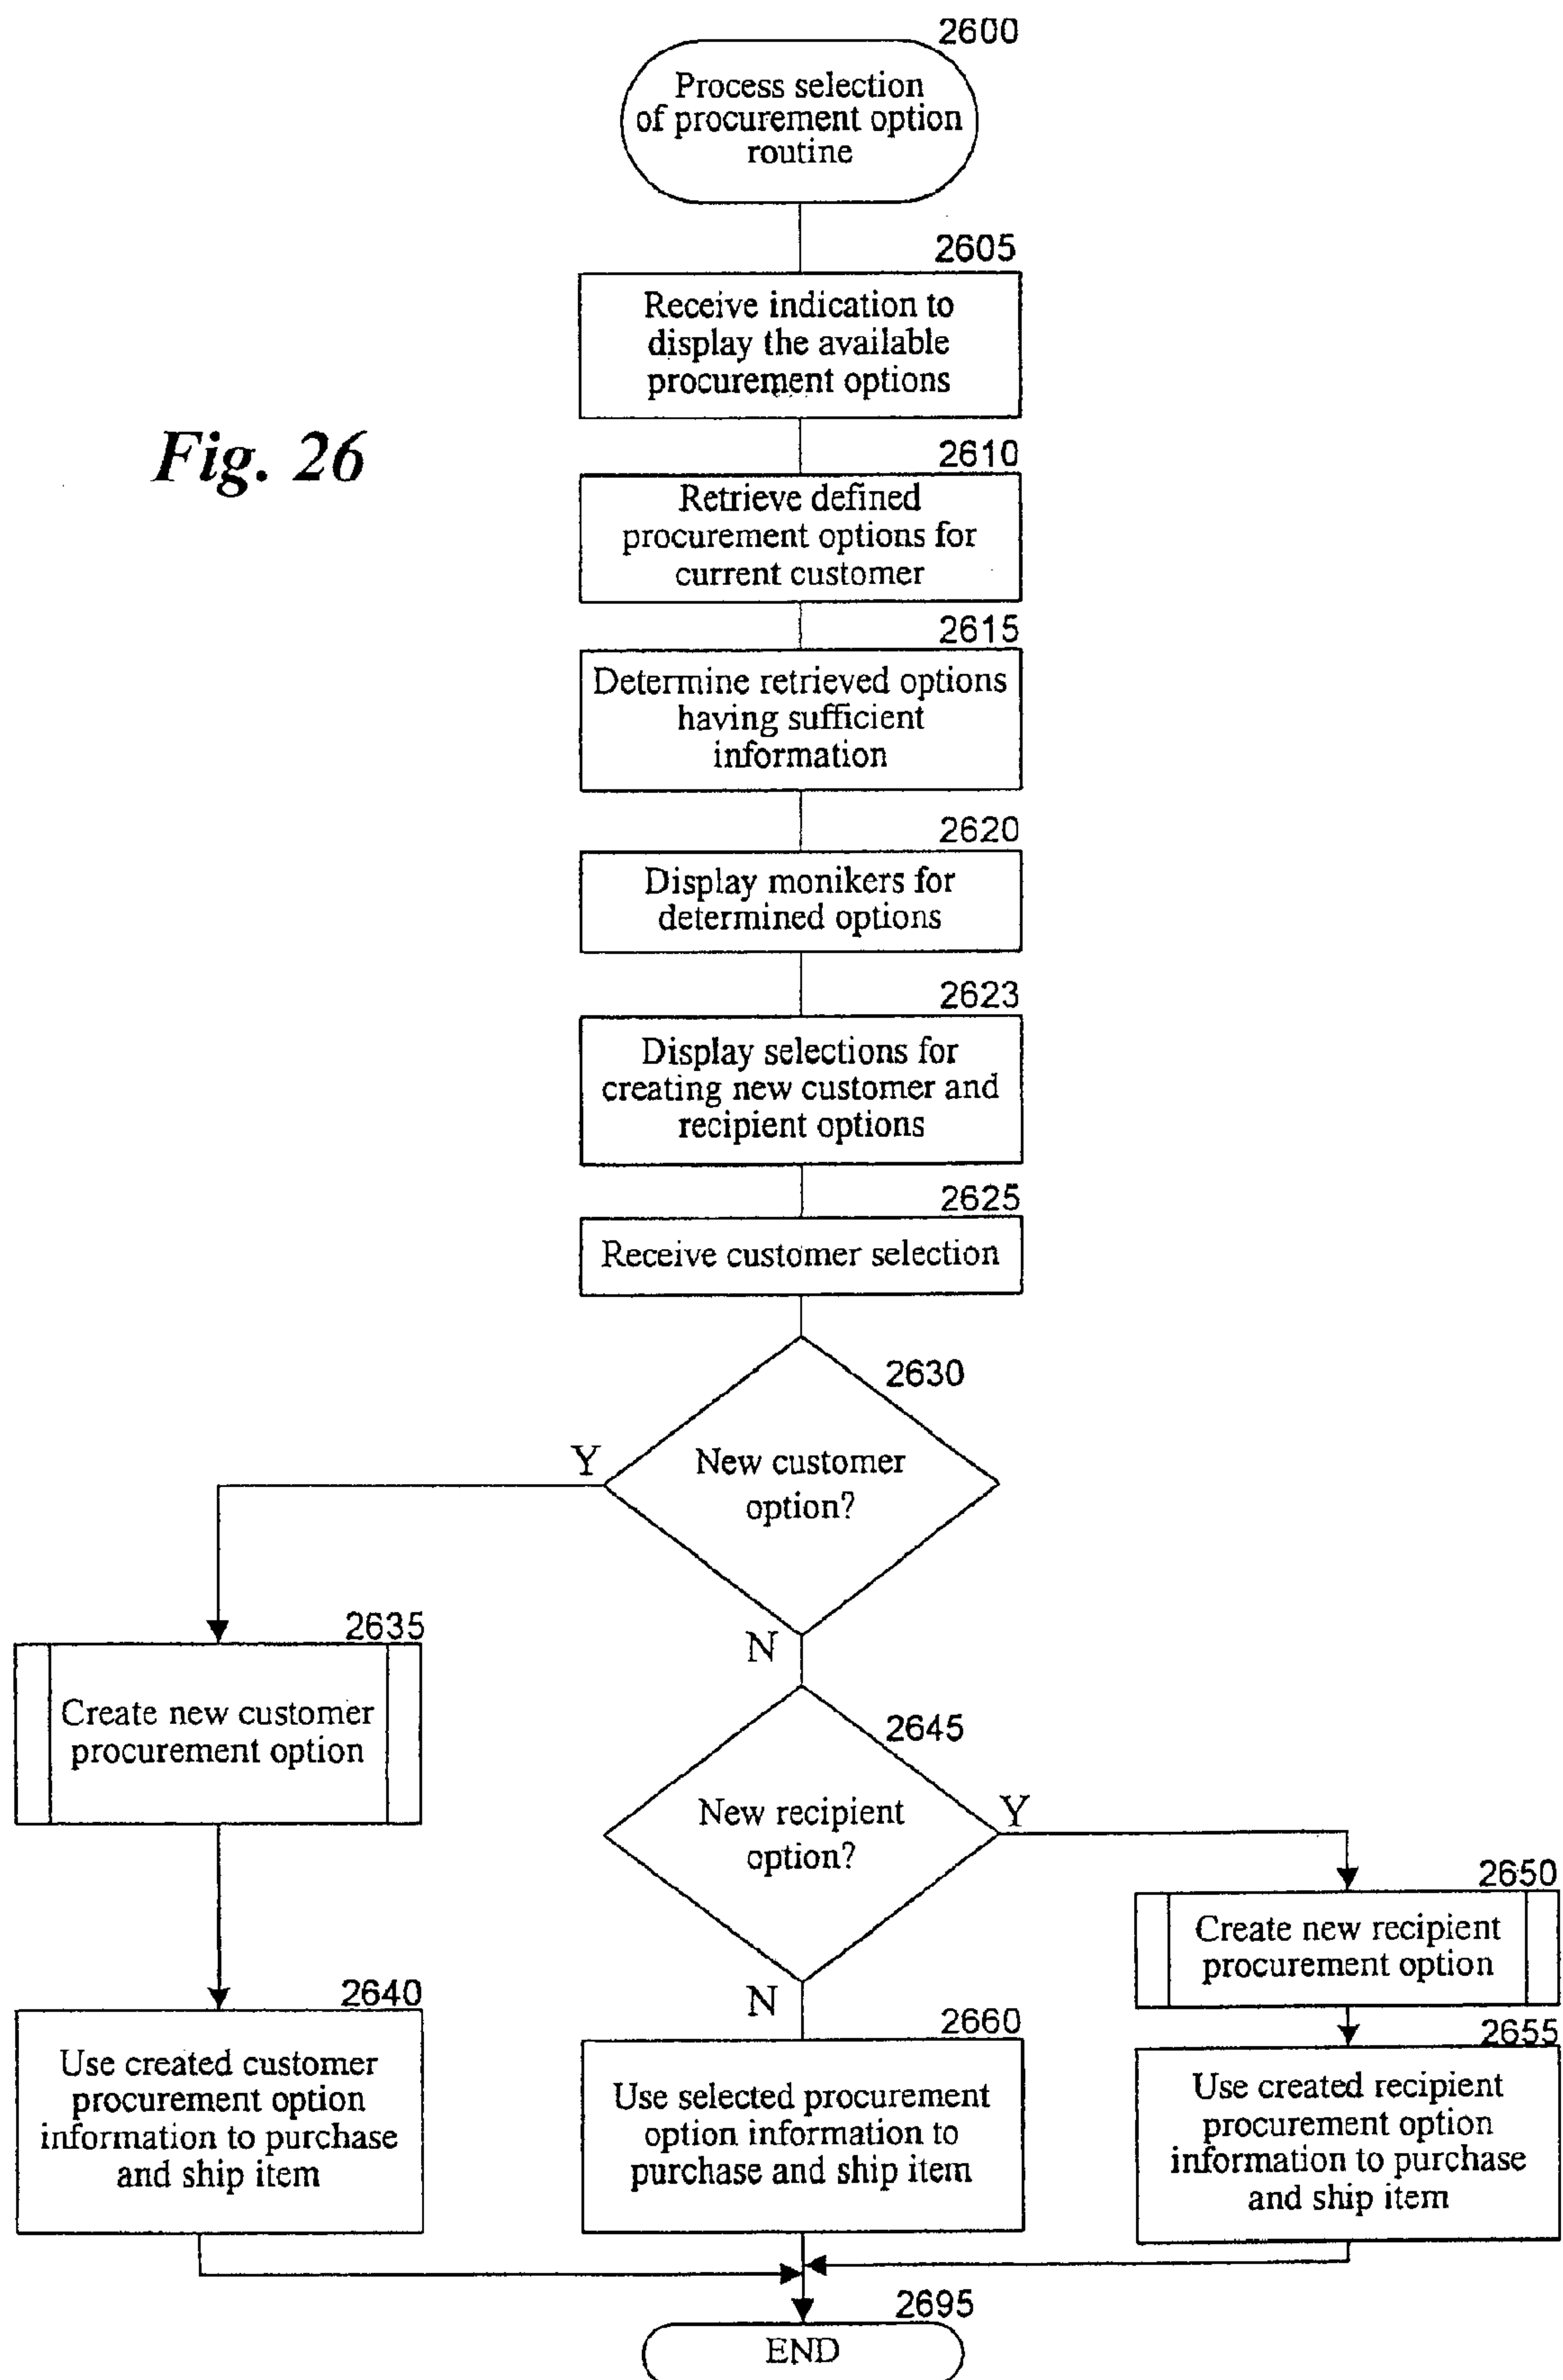 2600
Process selection
of procurement option
routine
2605
Receive indication to
display the available
procurement options
Fig. 26
2610
Retrieve defined
procurement options for
current customer
2615
Determine retrieved options
having sufficient
information
2620
Display monikers for
determined options
2623
Display selections for
creating new customer and
recipient options
2625
Receive customer selection
2630
New customer
option?
Y
N
2635
Create new customer
procurement option
2645
New recipient
option?
Y
N
2650
Create new recipient
procurement option
2640
Use created customer
procurement option
information to purchase
and ship item
2660
Use selected procurement
option information to
purchase and ship item
2655
Use created recipient
procurement option
information to purchase
and ship item
2695
END